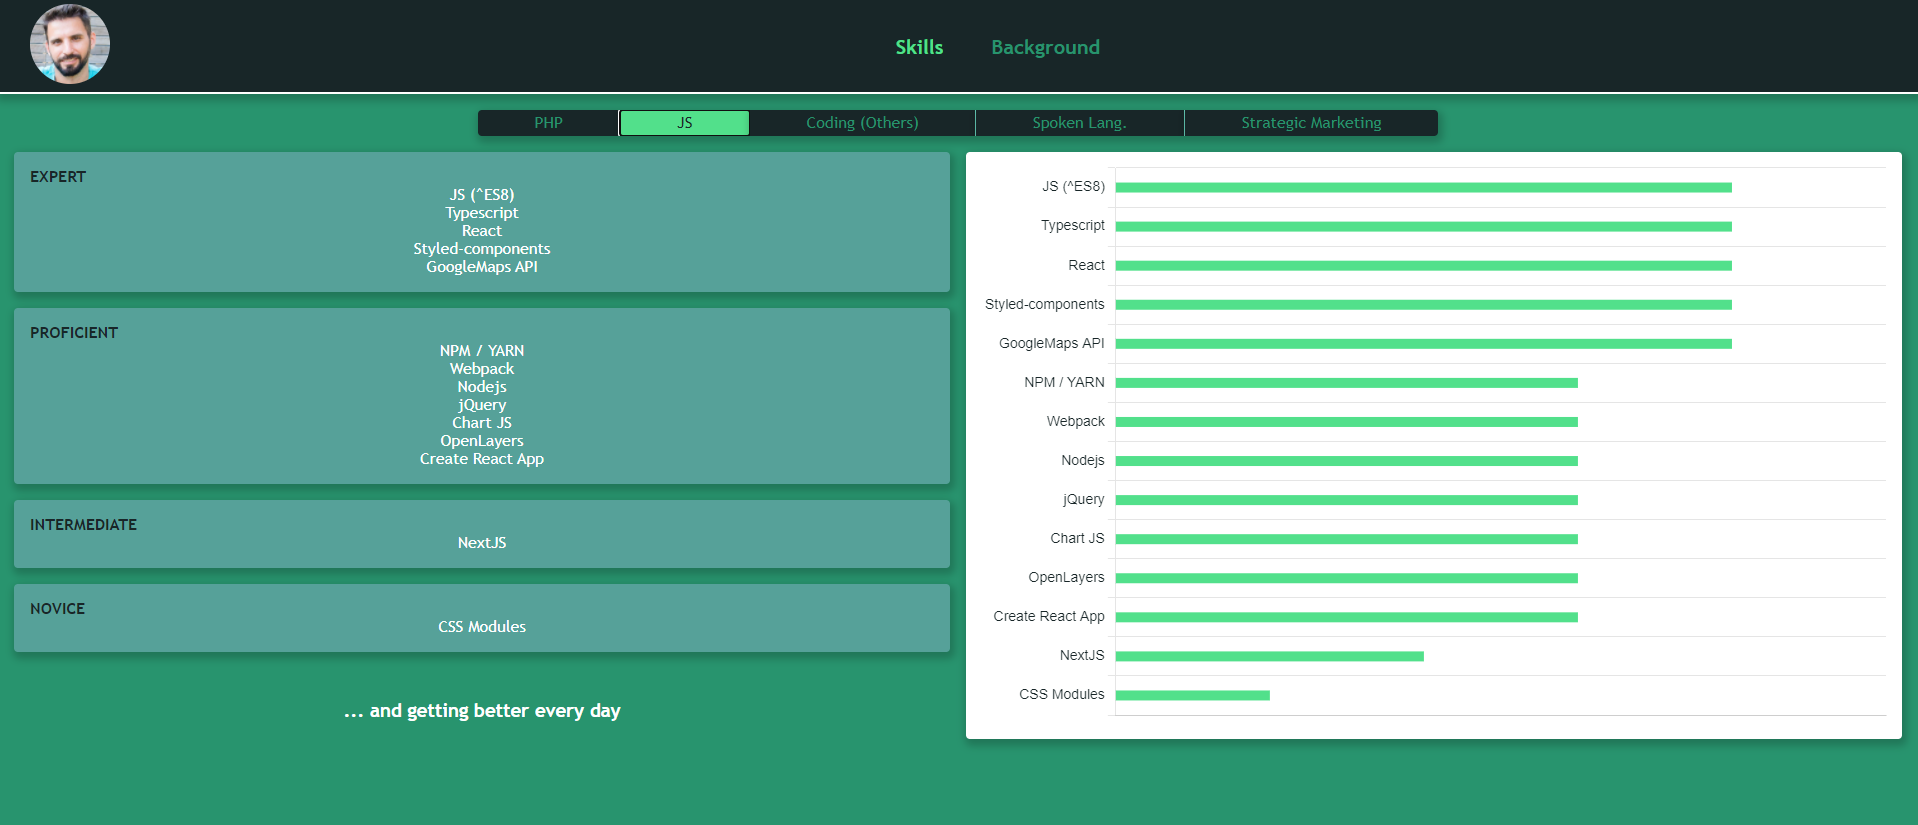 Skills
Background
PHP
JS
Coding (Others)
Spoken Lang.
Strategic Marketing
EXPERT
JS (^ES8)
Typescript
React
Styled-components
GoogleMaps API
PROFICIENT
NPM / YARN
Webpack
Nodejs
jQuery
Chart JS
OpenLayers
Create React App
INTERMEDIATE
NextJS
NOVICE
CSS Modules
... and getting better every day
JS (^ES8)
Typescript
React
Styled-components
GoogleMaps API
NPM / YARN
Webpack
Nodejs
jQuery
Chart JS
OpenLayers
Create React App
NextJS
CSS Modules